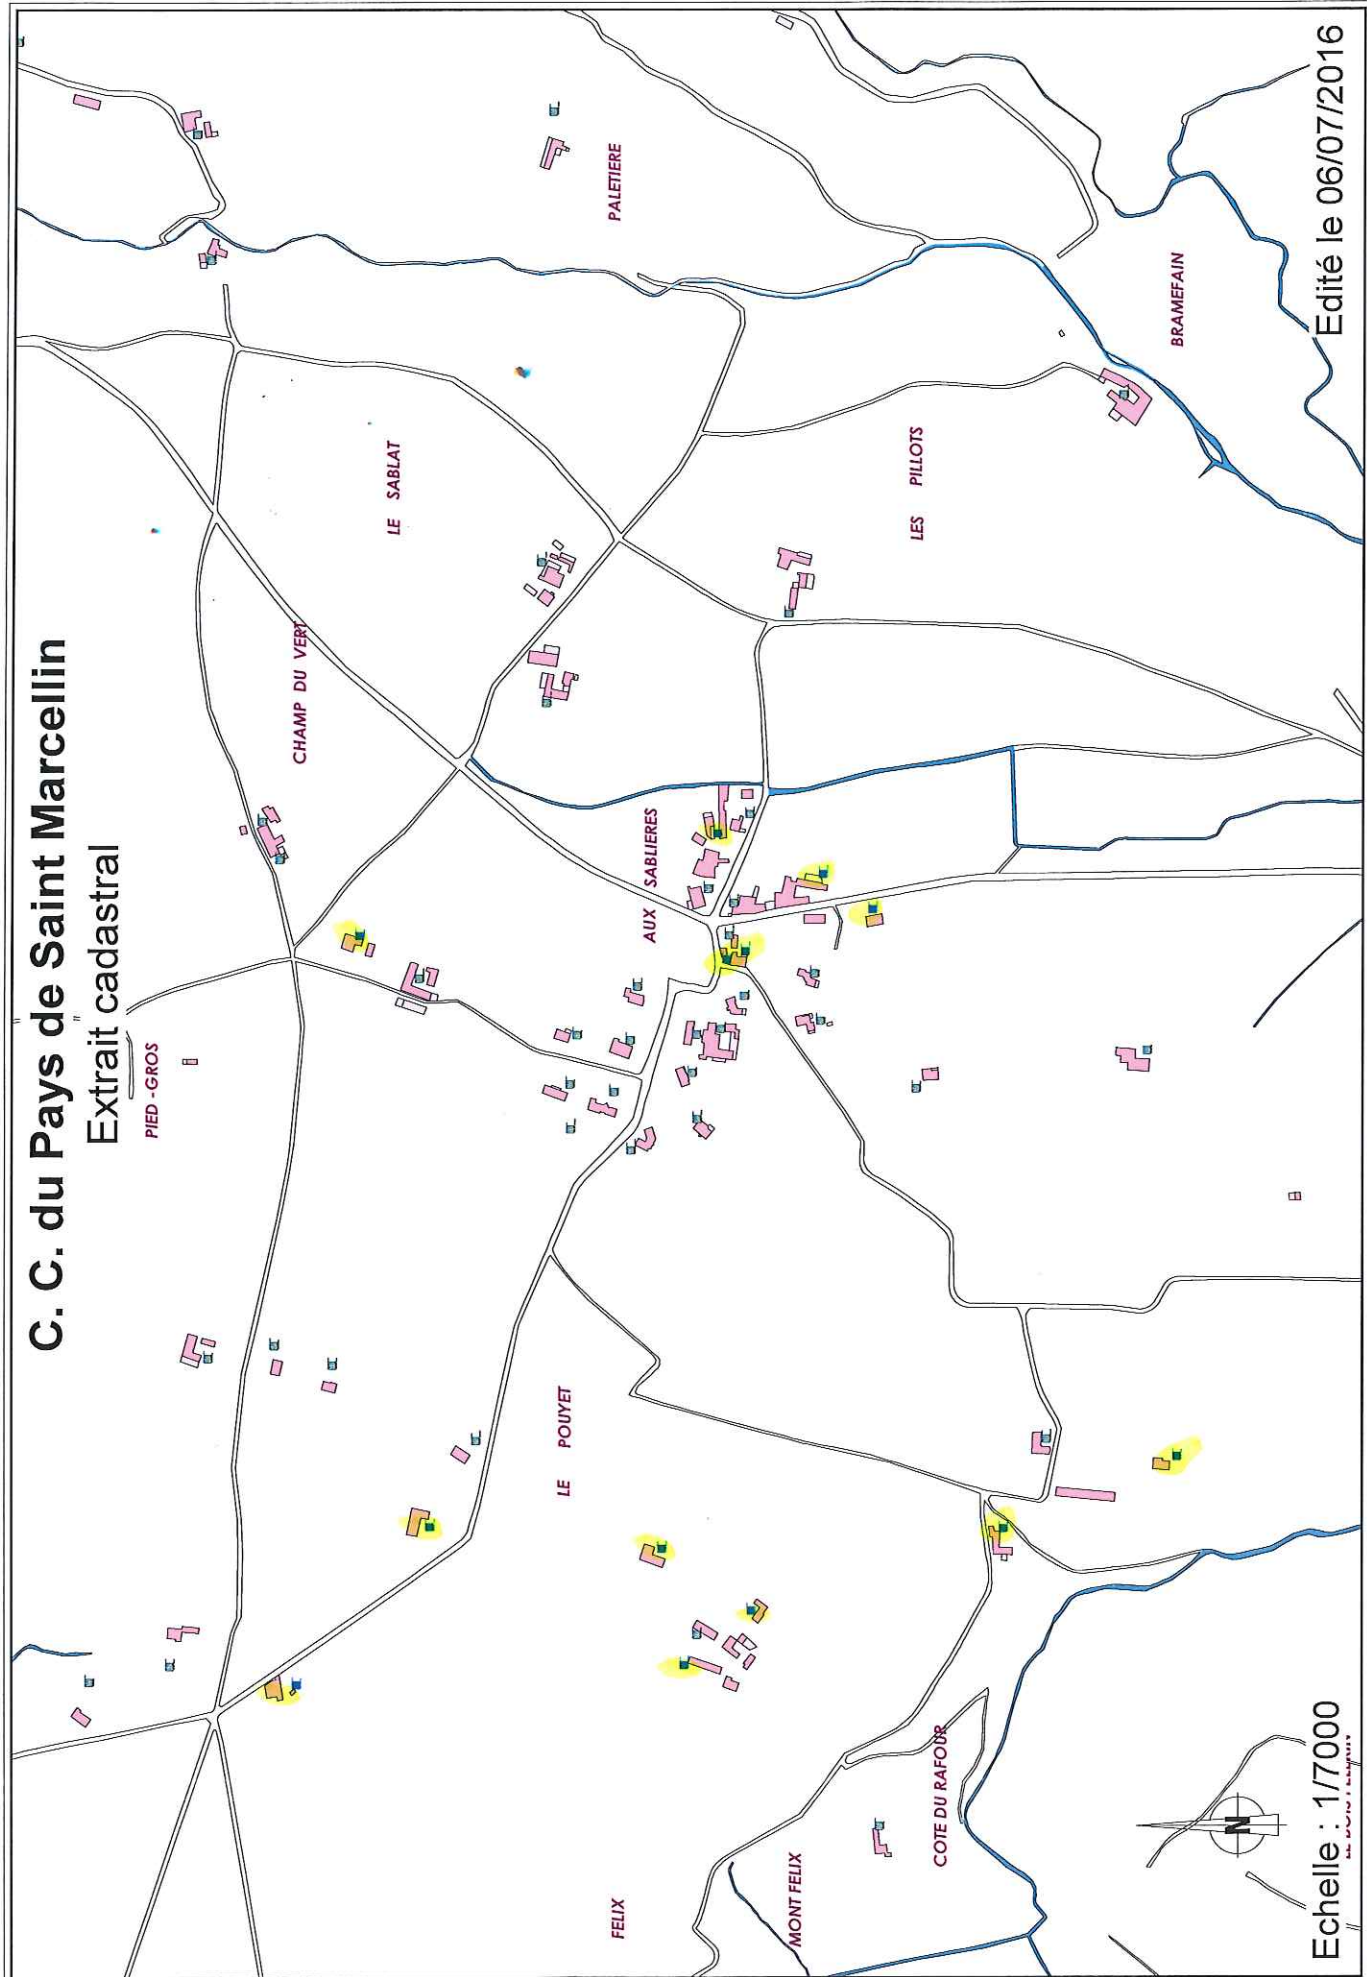 C. C. du Pays de Saint Marcellin
Extrait cadastral
PIED -GROS
CHAMP DU VERT
LE SABLAT
PALETIERE
LE POUYET
AUX SABLIERES
LES PILLOTS
FELIX
MONT FELIX
COTE DU RAFOUR
BRAMEFAIN
N
Echelle : 1/7000
Edité le 06/07/2016